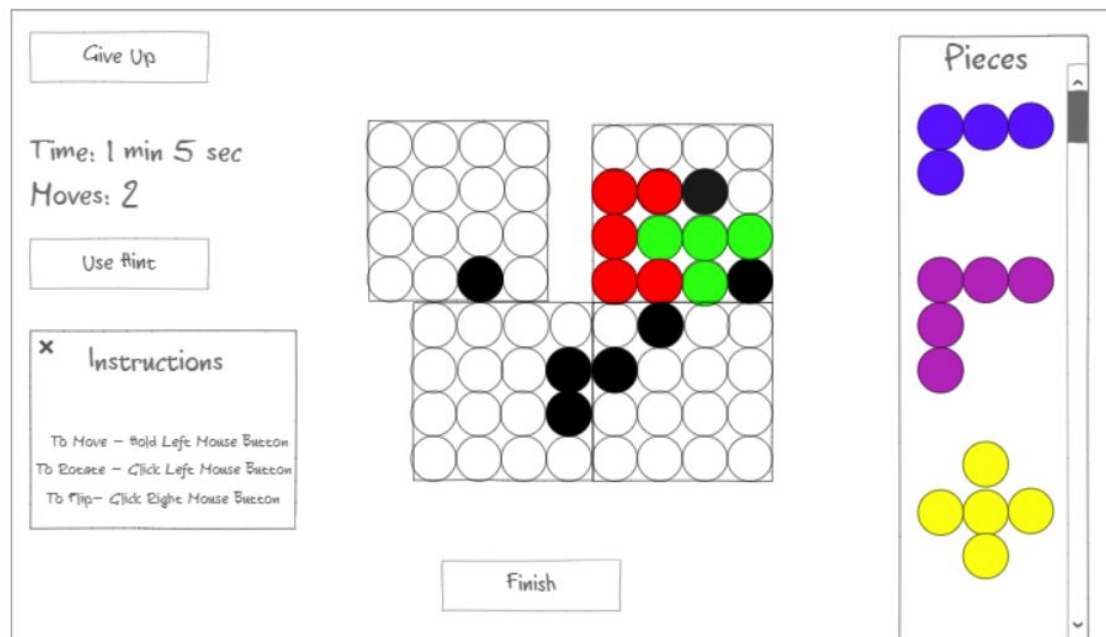 Give Up
Time: 1 min 5 sec
Moves: 2
Use Hint
Instructions
To Move – Hold Left Mouse Button
To Rotate – Click Left Mouse Button
To Flip– Click Right Mouse Button
Finish
Pieces